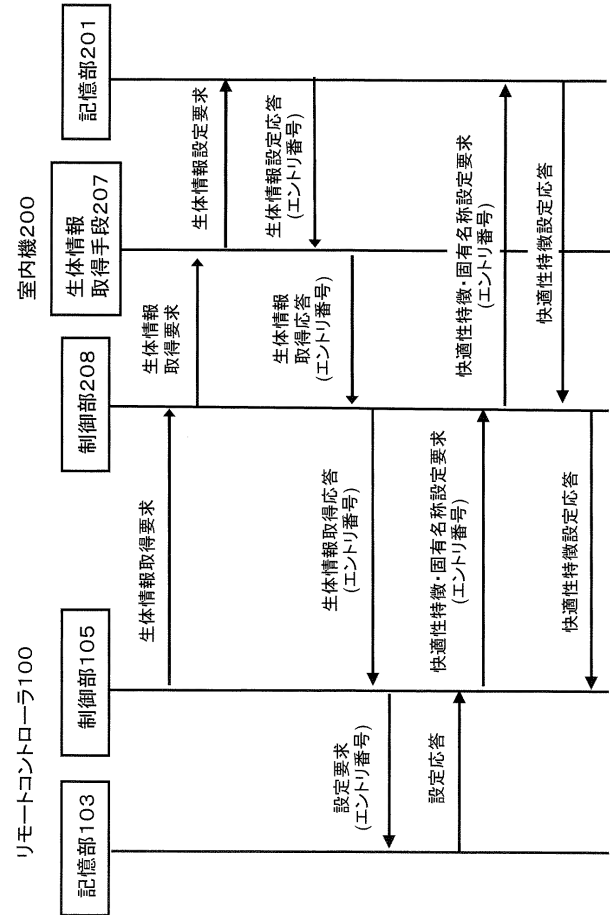 リモートコントローラ100
室内機200
記憶部103
制御部105
制御部208
生体情報
取得手段207
記憶部201
生体情報取得要求
生体情報
取得要求
生体情報設定要求
生体情報設定応答
(エントリ番号)
生体情報
取得応答
(エントリ番号)
生体情報取得応答
(エントリ番号)
設定要求
(エントリ番号)
設定応答
快適性特徴・固有名称設定要求
(エントリ番号)
快適性特徴・固有名称設定要求
(エントリ番号)
快適性特徴設定応答
快適性特徴設定応答